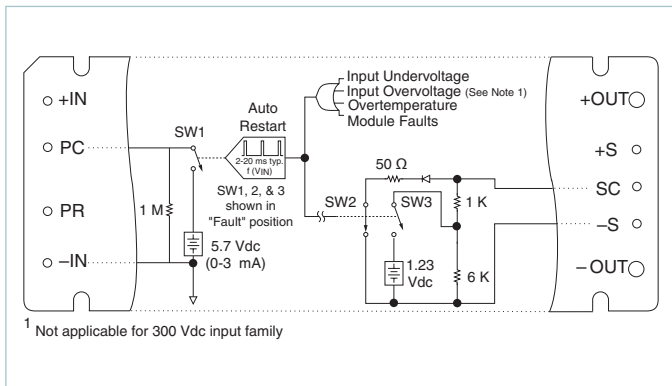 +IN
PC
PR
–IN
SW1
1 M
5.7 Vdc
(0-3 mA)
Auto
Restart
2-20 ms typ.
f (VIN)
SW1, 2, & 3
shown in
"Fault" position
Input Undervoltage
Input Overvoltage (See Note 1)
Overtemperature
Module Faults
50 Ω
SW2
SW3
1 K
1.23
Vdc
6 K
+OUT
+S
SC
–S
–OUT
1 Not applicable for 300 Vdc input family